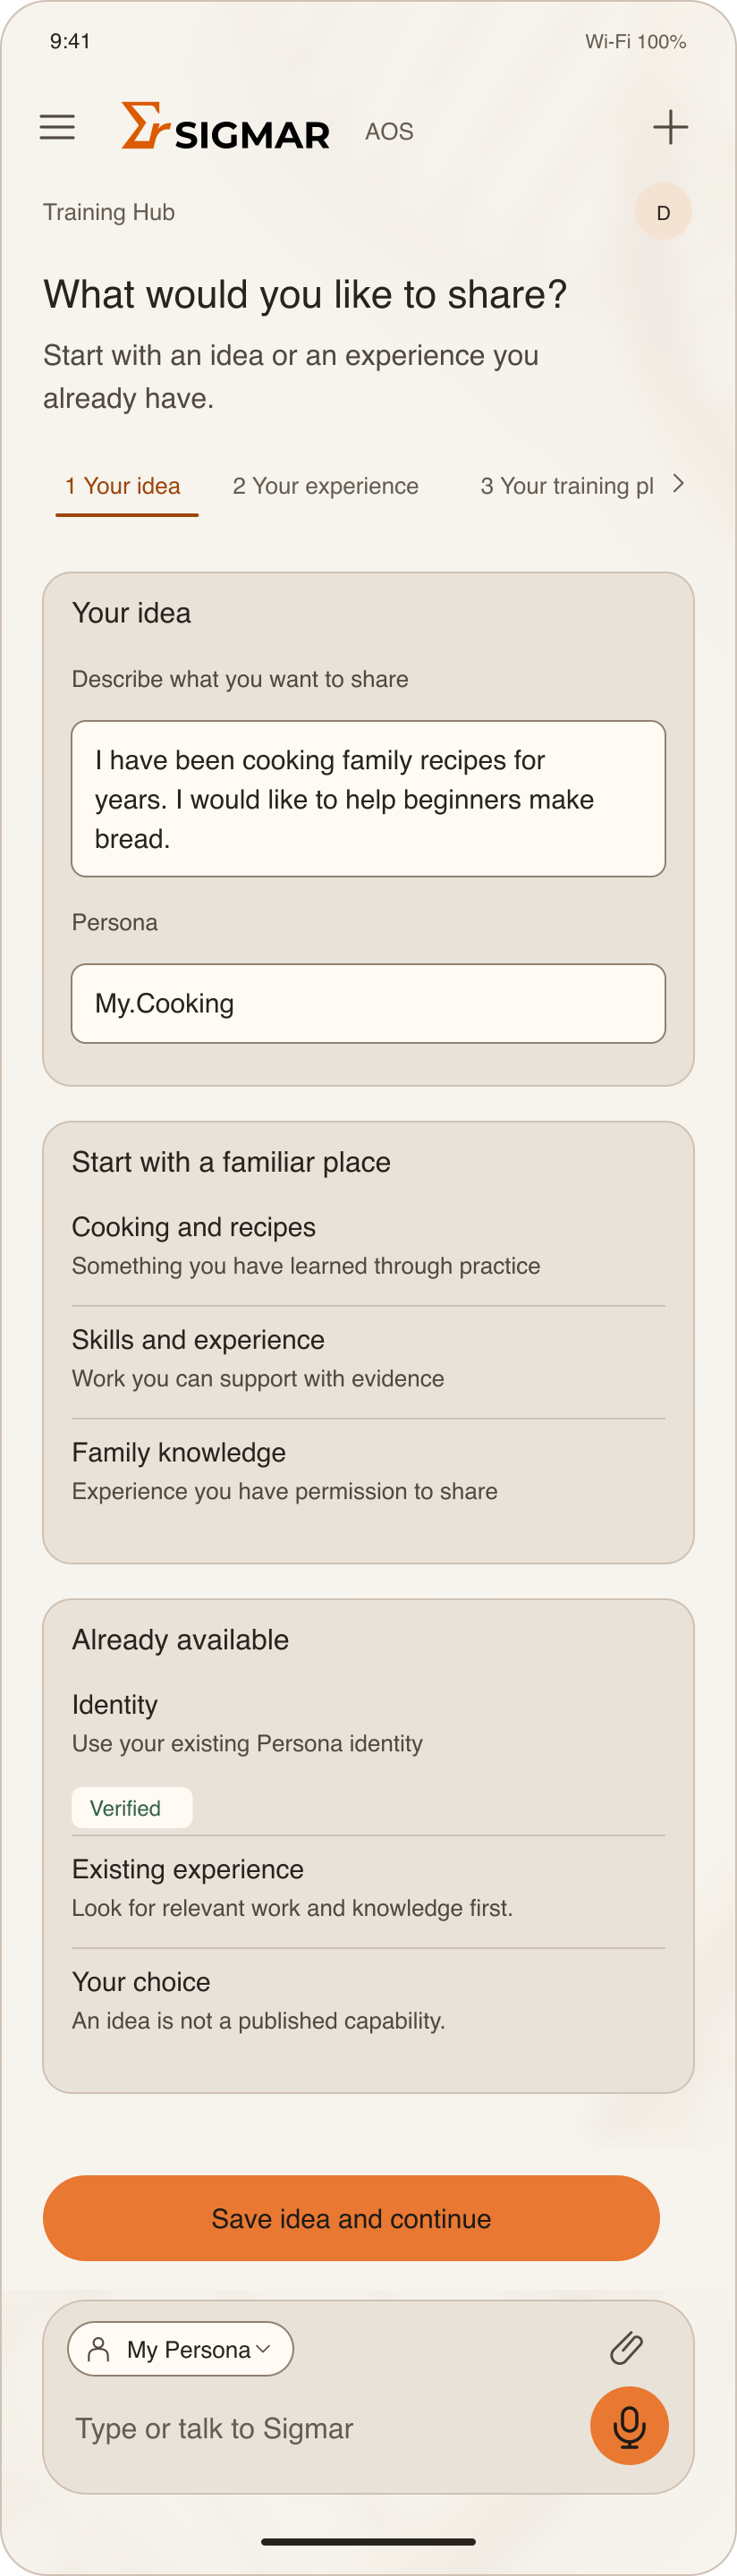 9:41
Wi-Fi 100%
Σr SIGMAR AOS
Training Hub
D
What would you like to share?
Start with an idea or an experience you
already have.
1 Your idea
2 Your experience
3 Your training pl
Your idea
Describe what you want to share
I have been cooking family recipes for
years. I would like to help beginners make
bread.
Persona
My.Cooking
Start with a familiar place
Cooking and recipes
Something you have learned through practice
Skills and experience
Work you can support with evidence
Family knowledge
Experience you have permission to share
Already available
Identity
Use your existing Persona identity
Verified
Existing experience
Look for relevant work and knowledge first.
Your choice
An idea is not a published capability.
Save idea and continue
My Persona
Type or talk to Sigmar